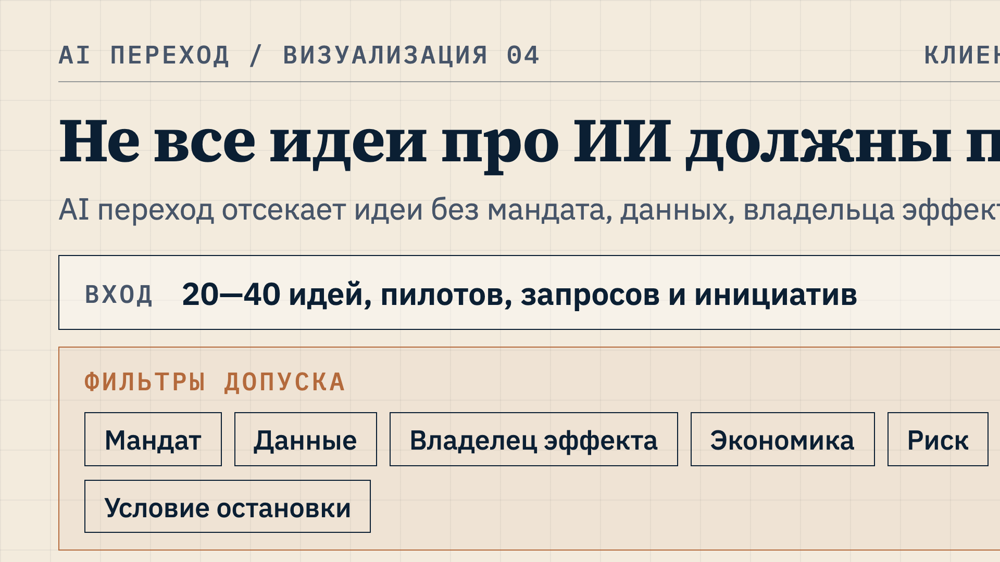 AI ПЕРЕХОД / ВИЗУАЛИЗАЦИЯ 04
Не все идеи про ИИ должны
AI переход отсекает идеи без мандата, данных, владельца
ВХОД 20—40 идей, пилотов, запросов и инициатив
ФИЛЬТРЫ ДОПУСКА
Мандат Данные Владелец эффекта Экономика Риск
Условие остановки